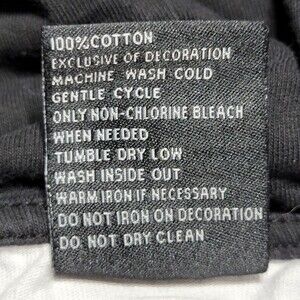 100%COTTON
EXCLUSIVE OF DECORATION
MACHINE WASH COLD
GENTLE CYCLE
ONLY NON-CHLORINE BLEACH
WHEN NEEDED
TUMBLE DRY LOW
WASH INSIDE OUT
WARM IRON IF NECESSARY
DO NOT IRON ON DECORATION
DO NOT DRY CLEAN